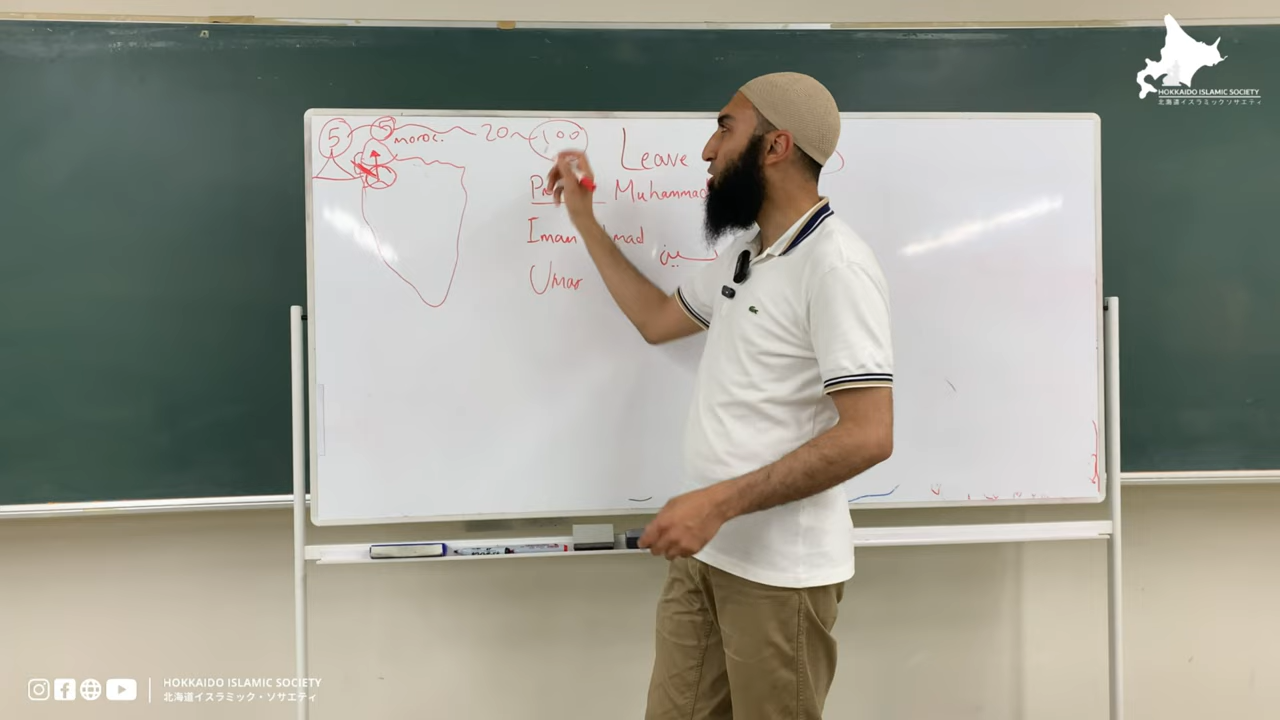 HOKKAIDO ISLAMIC SOCIETY
北海道イスラミックソサエティ
5 5 moroc. 20 100
Leave
Muhammad
Imam
Umar
HOKKAIDO ISLAMIC SOCIETY
北海道イスラミック・ソサエティ